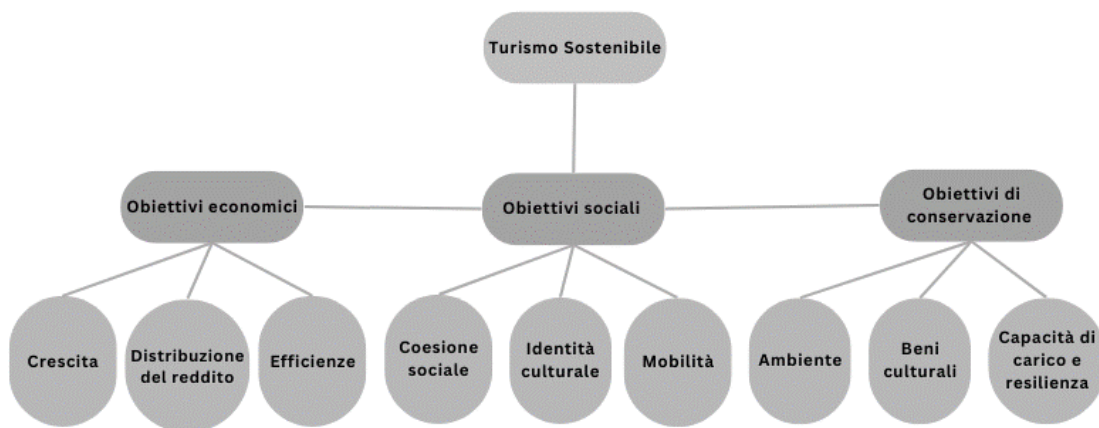 Turismo Sostenibile
Obiettivi economici
Obiettivi sociali
Obiettivi di
conservazione
Crescita
Distribuzione
del reddito
Efficienze
Coesione
sociale
Identità
culturale
Mobilità
Ambiente
Beni
culturali
Capacità di
carico e
resilienza